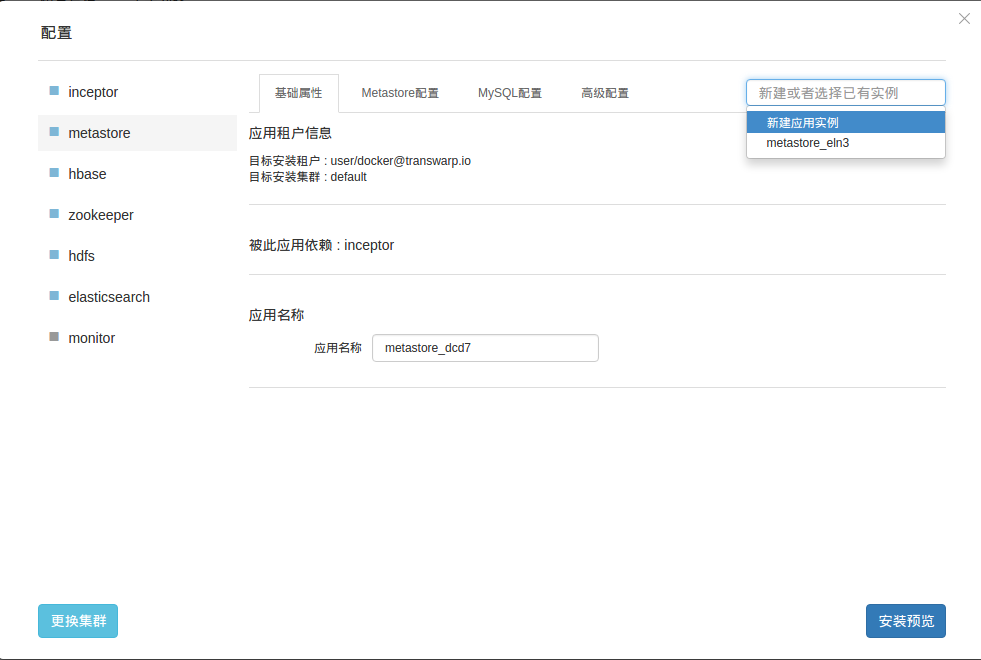 配置
inceptor
metastore
hbase
zookeeper
hdfs
elasticsearch
monitor
基础属性 Metastore配置 MySQL配置 高级配置
新建或者选择已有实例
新建应用实例
metastore_eln3
应用租户信息
目标安装租户 : user/docker@transwarp.io
目标安装集群 : default
被此应用依赖 : inceptor
应用名称
应用名称 metastore_dcd7
更换集群 安装预览